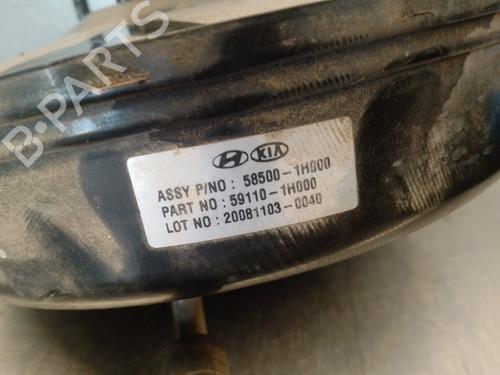 B-PARTS
KIA
ASSY P/NO : 58500-1H000
PART NO : 59110-1H000
LOT NO : 20081103-0040